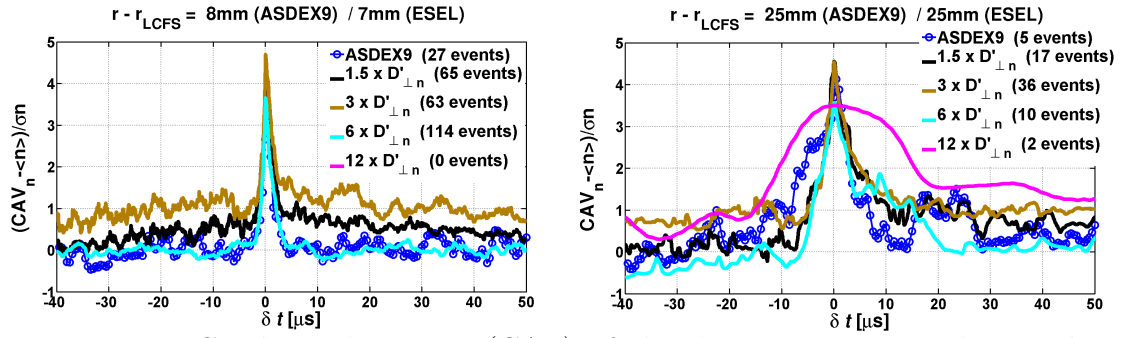 r - r_LCFS = 8mm (ASDEX9) / 7mm (ESEL)
(CAV_n-<n>)/σn
5
4
3
2
1
0
-1
ASDEX9 (27 events)
1.5 x D'_⊥n (65 events)
3 x D'_⊥n (63 events)
6 x D'_⊥n (114 events)
12 x D'_⊥n (0 events)
-40 -30 -20 -10 0 10 20 30 40 50
δ t [μs]
r - r_LCFS = 25mm (ASDEX9) / 25mm (ESEL)
CAV_n-<n>)/σn
5
4
3
2
1
0
-1
ASDEX9 (5 events)
1.5 x D'_⊥n (17 events)
3 x D'_⊥n (36 events)
6 x D'_⊥n (10 events)
12 x D'_⊥n (2 events)
-40 -30 -20 -10 0 10 20 30 40 50
δ t [μs]